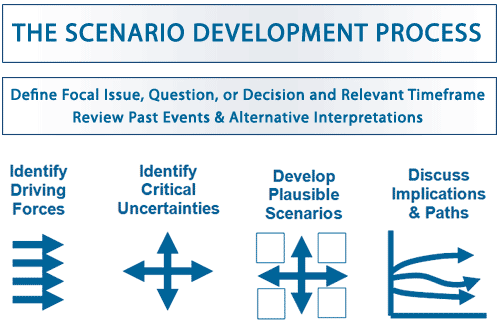 THE SCENARIO DEVELOPMENT PROCESS
Define Focal Issue, Question, or Decision and Relevant Timeframe
Review Past Events & Alternative Interpretations
Identify
Driving
Forces
Identify
Critical
Uncertainties
Develop
Plausible
Scenarios
Discuss
Implications
& Paths